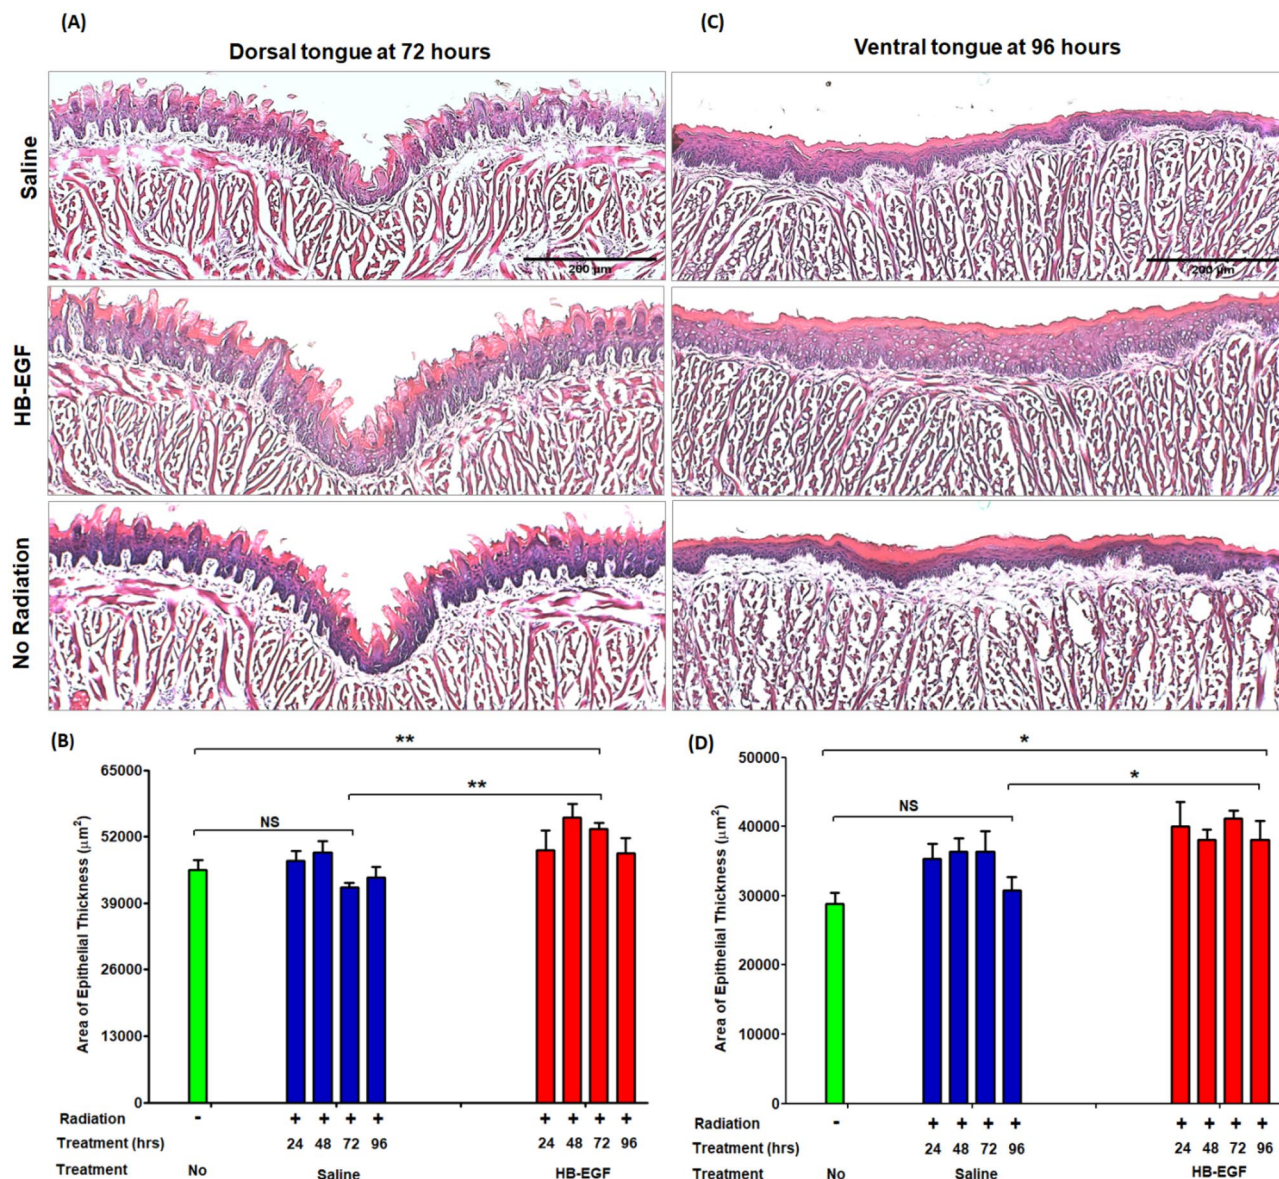 (A)
Dorsal tongue at 72 hours
(C)
Ventral tongue at 96 hours
Saline
200 µm
200 µm
HB-EGF
No Radiation
(B)
**
**
NS
65000
52000
39000
26000
13000
0
Area of Epithelial Thickness (µm²)
Radiation - + + + + + + + +
Treatment (hrs) 24 48 72 96 24 48 72 96
Treatment No Saline HB-EGF
(D)
*
*
NS
50000
40000
30000
20000
10000
0
Area of Epithelial Thickness (µm²)
Radiation - + + + + + + + +
Treatment (hrs) 24 48 72 96 24 48 72 96
Treatment No Saline HB-EGF